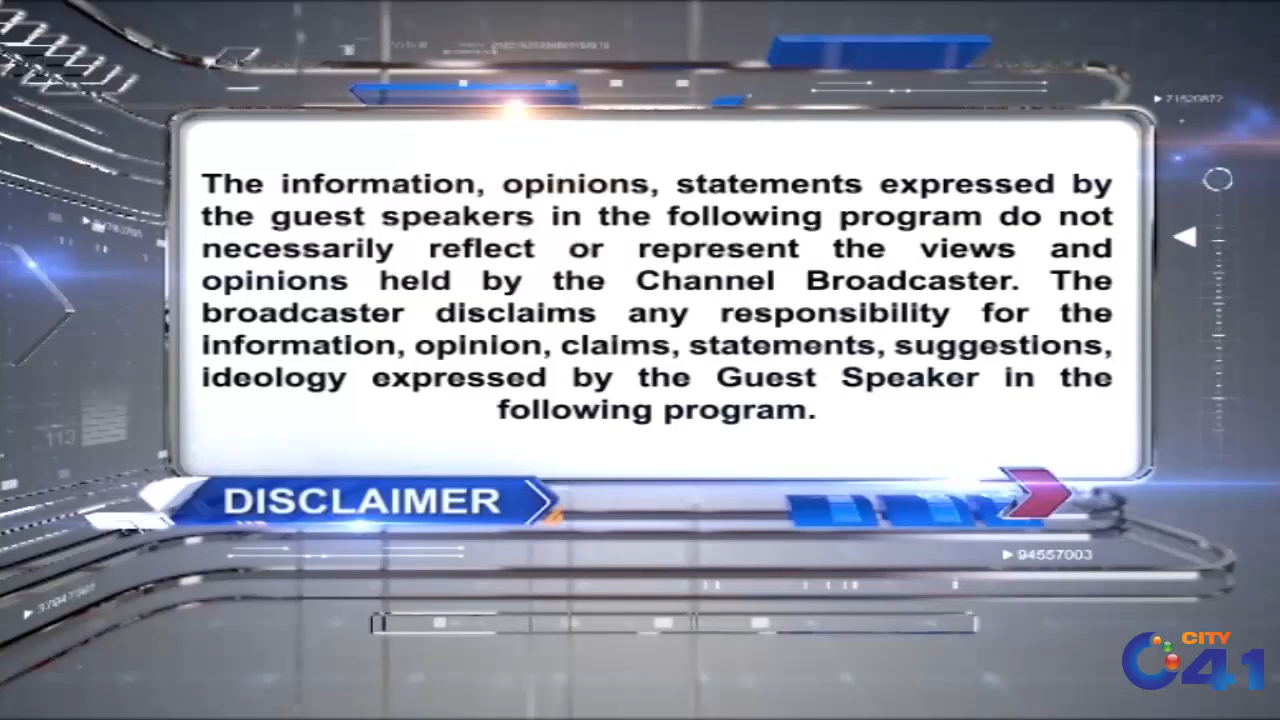 71520872
The information, opinions, statements expressed by
the guest speakers in the following program do not
necessarily reflect or represent the views and
opinions held by the Channel Broadcaster. The
broadcaster disclaims any responsibility for the
information, opinion, claims, statements, suggestions,
ideology expressed by the Guest Speaker in the
following program.
113
DISCLAIMER
94557003
CITY
41